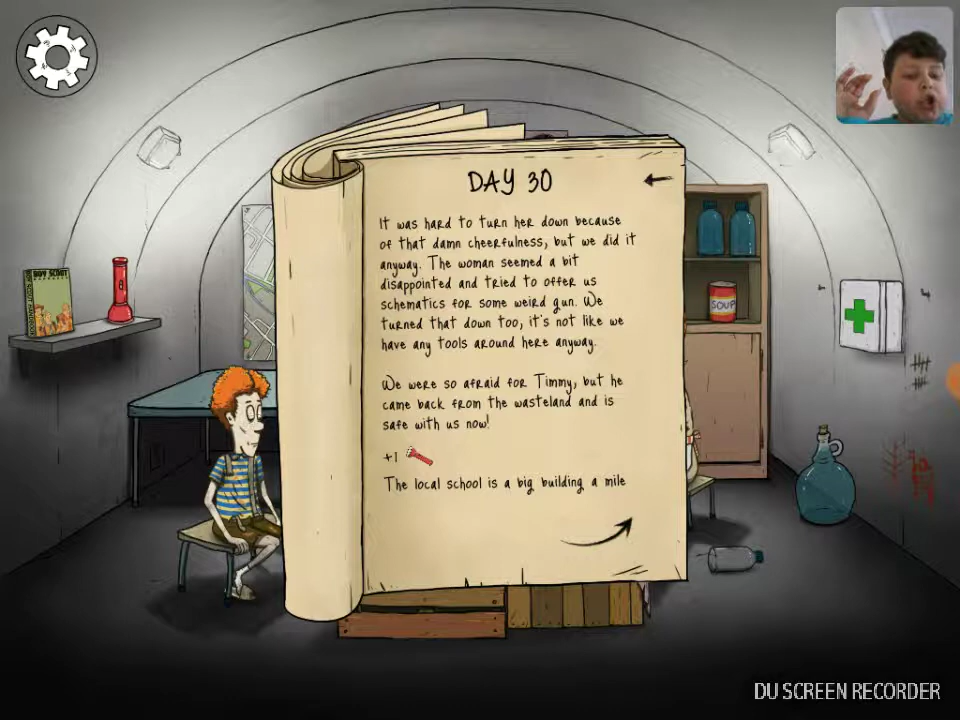 DAY 30
It was hard to turn her down because
of that damn cheerfulness, but we did it
anyway. The woman seemed a bit
disappointed and tried to offer us
schematics for some weird gun. We
turned that down too, it's not like we
have any tools around here anyway.
We were so afraid for Timmy, but he
came back from the wasteland and is
safe with us now!
+1
The local school is a big building a mile
BOY SCOUT
SOUP
DU SCREEN RECORDER